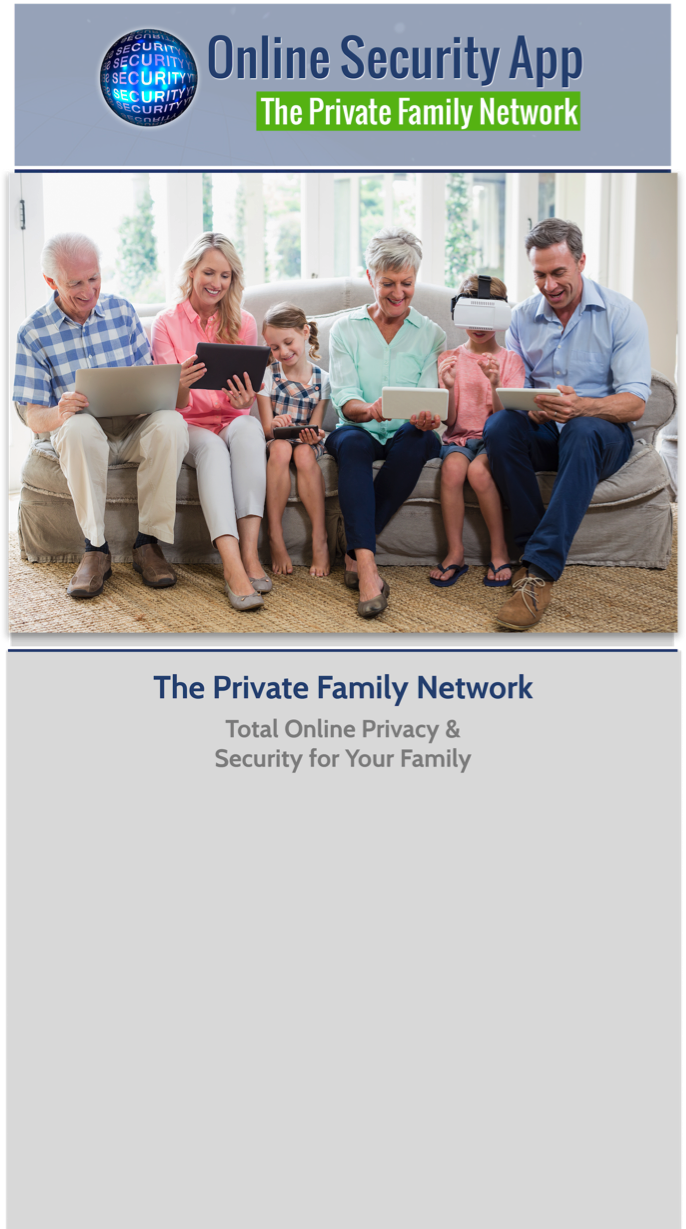 SECURITY
SECURITY
SECURITY
SECURITY
SECURITY
SECURITY
Online Security App
The Private Family Network
The Private Family Network
Total Online Privacy &
Security for Your Family